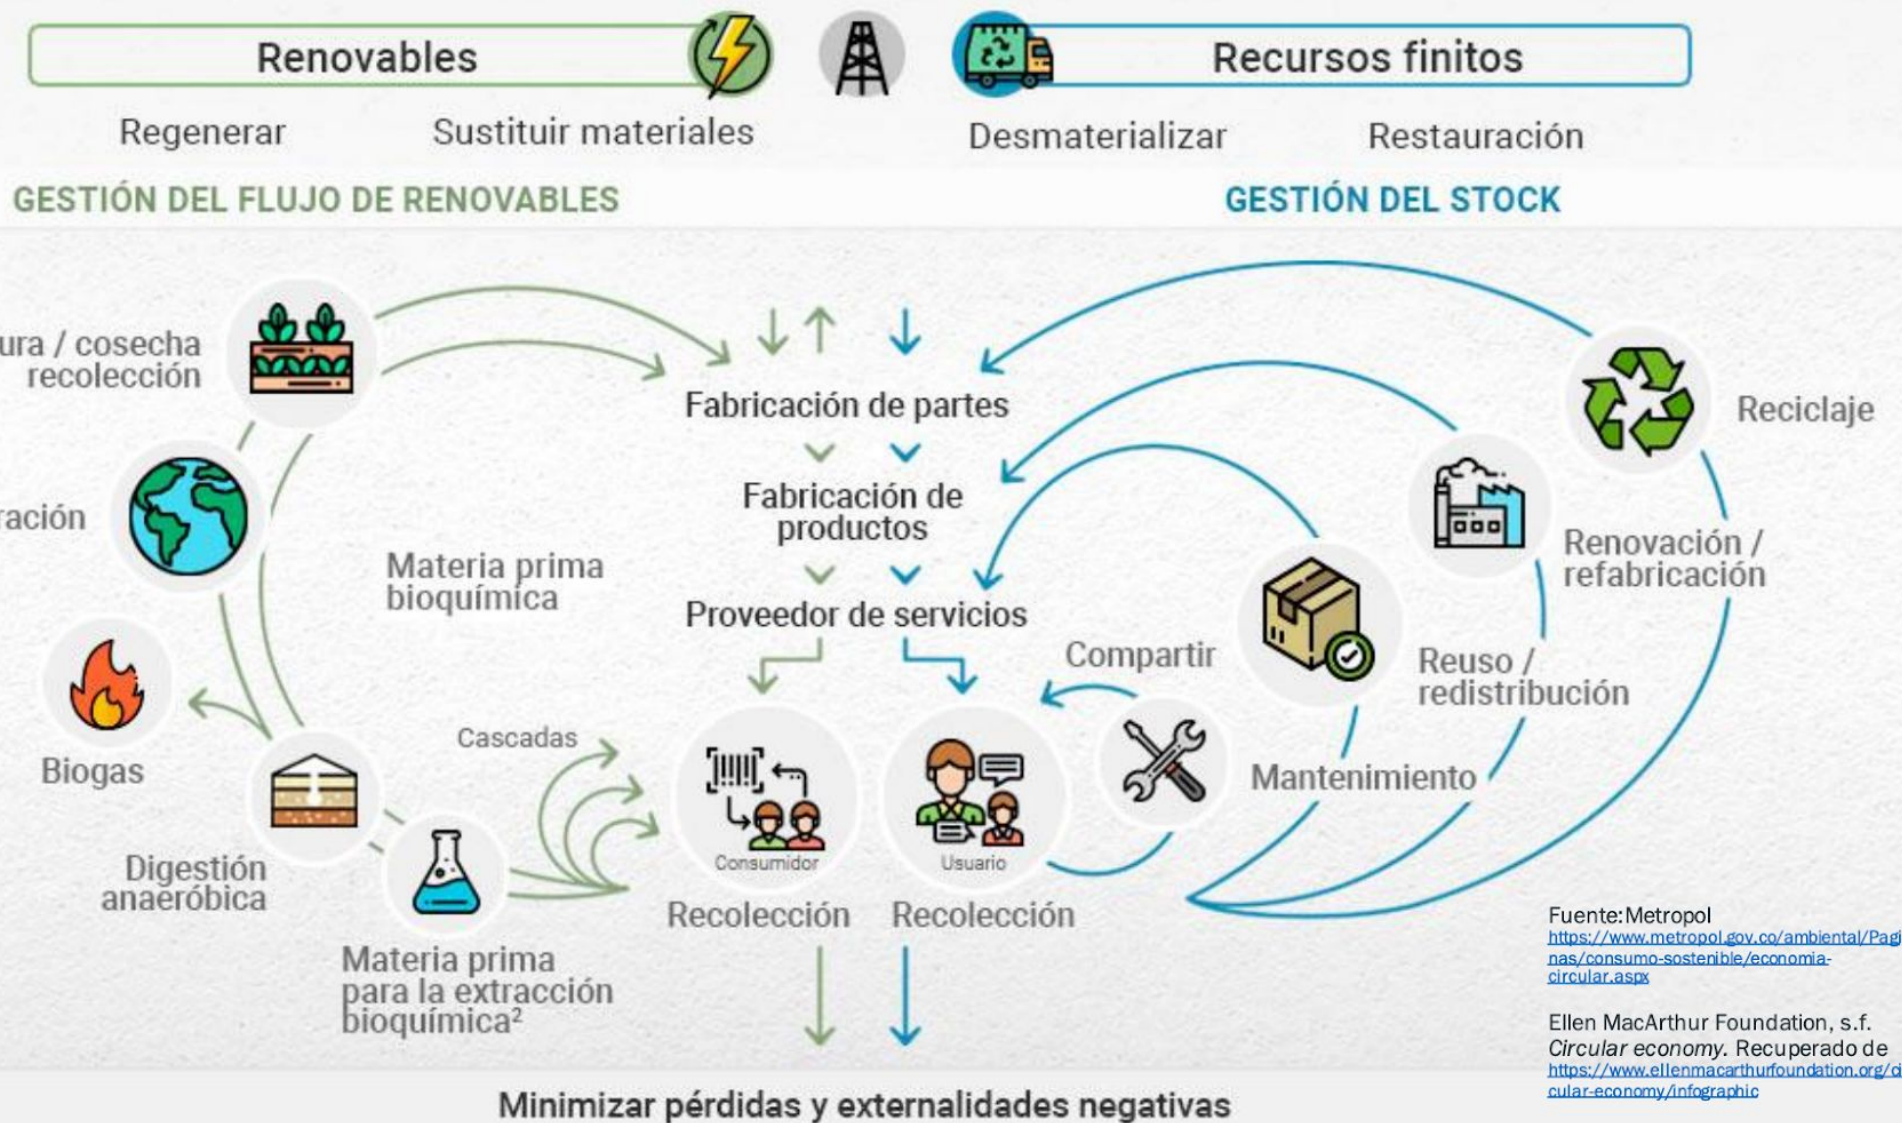 Renovables
Recursos finitos
Regenerar
Sustituir materiales
Desmaterializar
Restauración
GESTIÓN DEL FLUJO DE RENOVABLES
GESTIÓN DEL STOCK
ura / cosecha
recolección
ración
Materia prima
bioquímica
Biogas
Cascadas
Digestión
anaeróbica
Materia prima
para la extracción
bioquímica²
Fabricación de partes
Fabricación de
productos
Proveedor de servicios
Consumidor
Usuario
Recolección
Recolección
Compartir
Mantenimiento
Reuso /
redistribución
Renovación /
refabricación
Reciclaje
Fuente:Metropol
https://www.metropol.gov.co/ambiental/Pagi
nas/consumo-sostenible/economia-
circular.aspx
Ellen MacArthur Foundation, s.f.
Circular economy. Recuperado de
https://www.ellenmacarthurfoundation.org/ci
cular-economy/infographic
Minimizar pérdidas y externalidades negativas